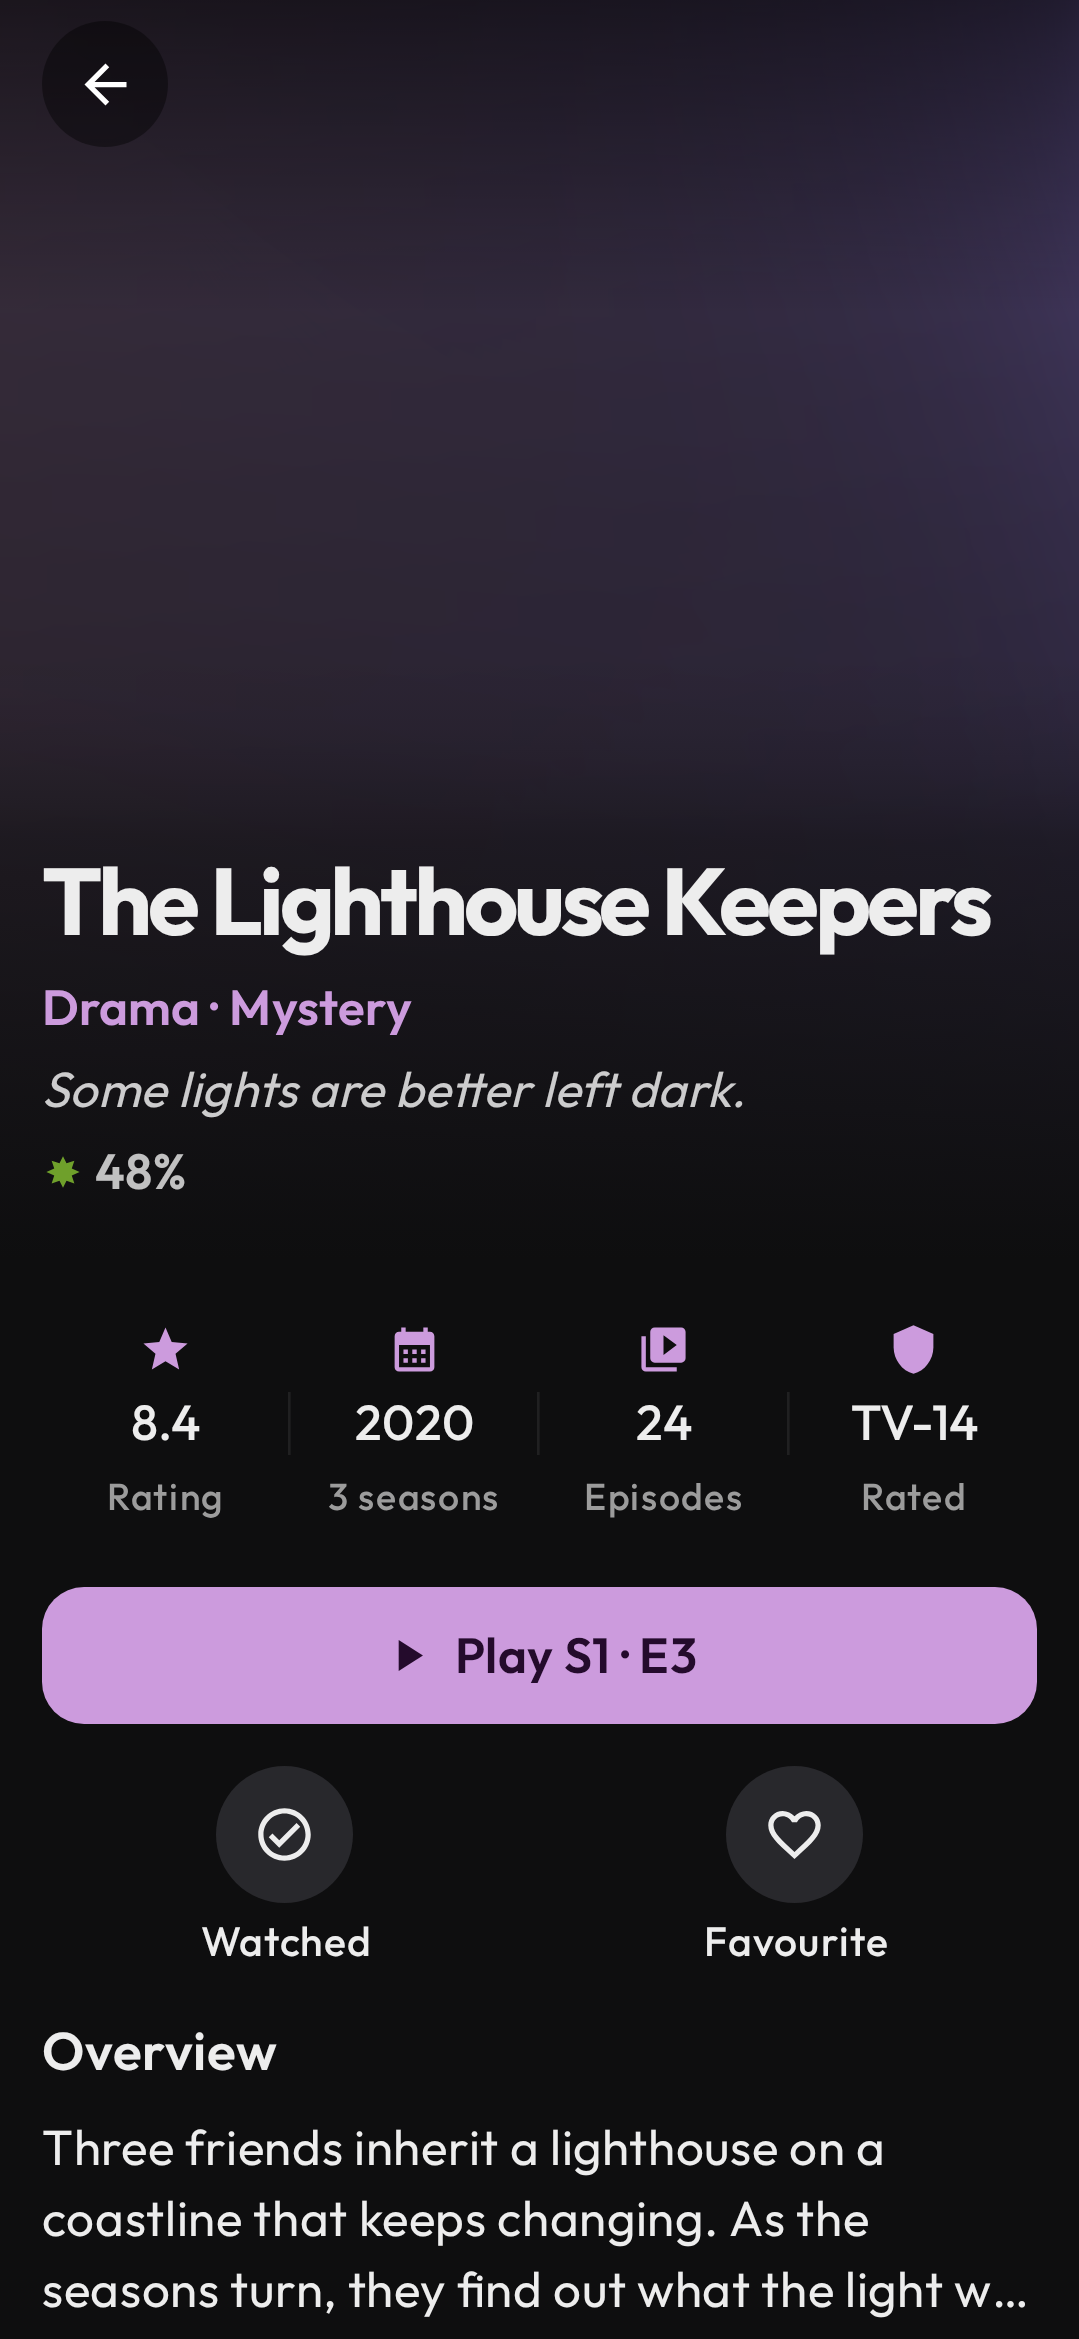 The Lighthouse Keepers
Drama · Mystery
Some lights are better left dark.
48%
8.4
2020
24
TV-14
Rating
3 seasons
Episodes
Rated
Play S1 · E3
Watched
Favourite
Overview
Three friends inherit a lighthouse on a
coastline that keeps changing. As the
seasons turn, they find out what the light w…